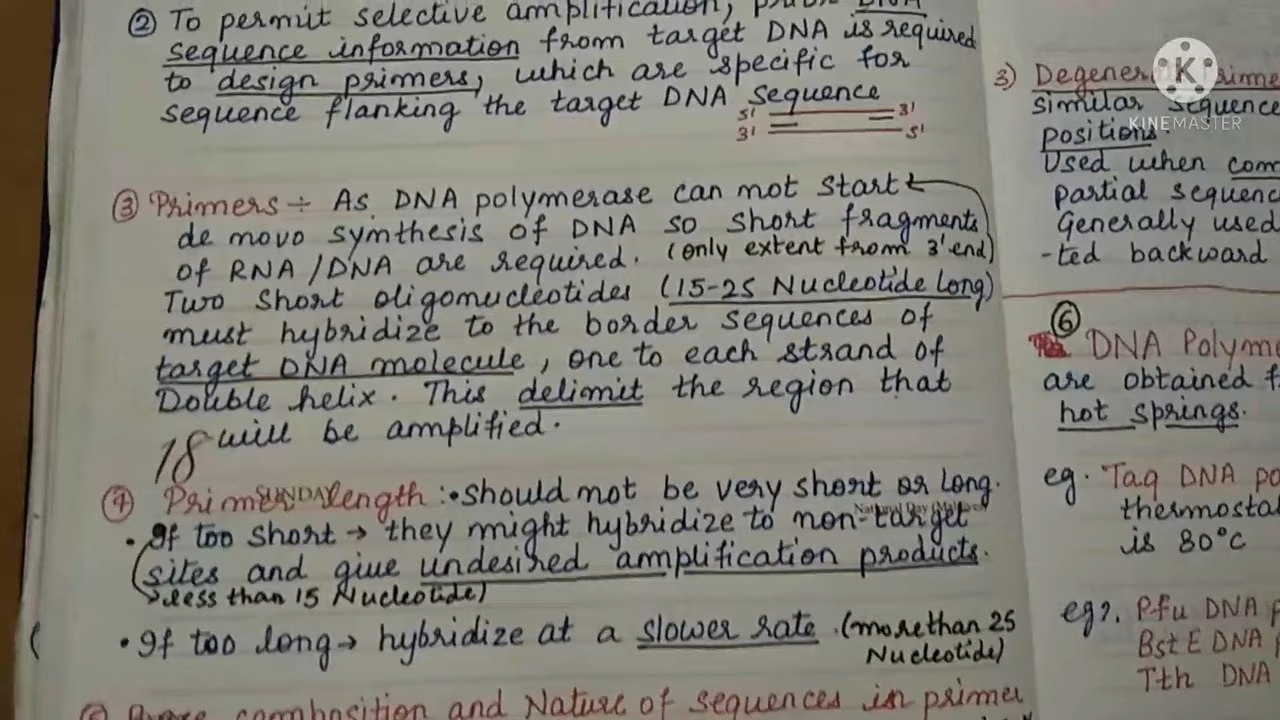 ② To permit selective amplification, DNA
sequence information from target DNA is required
to design primers, which are specific for
sequence flanking the target DNA sequence
5' 3'
3' 5'
③ Primers ÷ As DNA polymerase can not start
de movo synthesis of DNA so short fragments
of RNA/DNA are required. (only extent from 3' end)
Two short oligonucleotides (15-25 Nucleotide long)
must hybridize to the border sequences of
target DNA molecule, one to each strand of
Double helix. This delimit the region that
18 will be amplified.
④ Primer length :• should not be very short or long.
SUNDAY
• If too short → they might hybridize to non-target
sites and give undesired amplification products.
→ less than 15 Nucleotide)
• If too long → hybridize at a slower rate. (more than 25
Nucleotide)
composition and Nature of sequences in primer
3) Degener
similar sequence
positions.
Used when com
partial sequenc
Generally used
-ted backward
⑥
DNA Polyme
are obtained f
hot springs.
eg. Taq DNA po
thermosta
is 80°C
eg2. Pfu DNA p
Bst E DNA p
Tth DNA
K
KINEMASTER